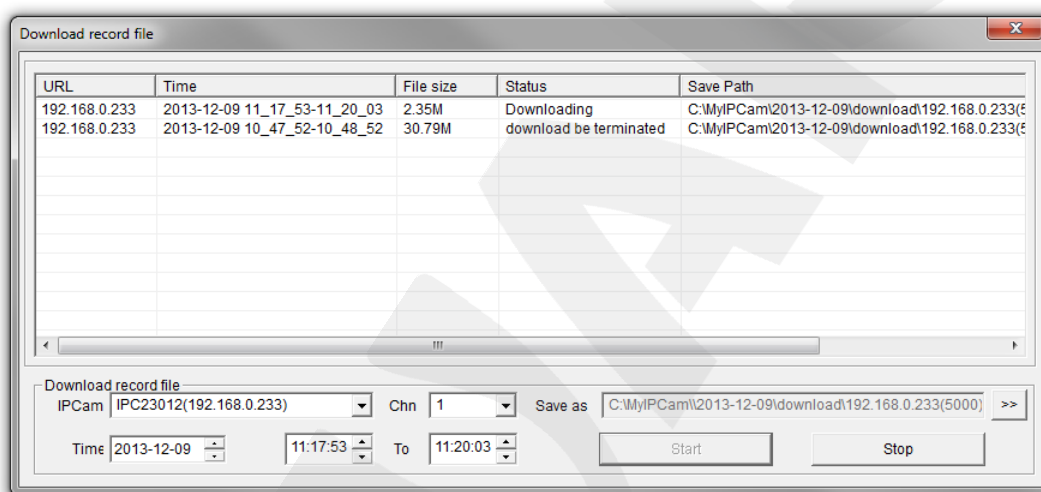 Download record file
URL Time File size Status Save Path
192.168.0.233 2013-12-09 11_17_53-11_20_03 2.35M Downloading C:\MyIPCam\2013-12-09\download\192.168.0.233(5
192.168.0.233 2013-12-09 10_47_52-10_48_52 30.79M download be terminated C:\MyIPCam\2013-12-09\download\192.168.0.233(5
Download record file
IPCam IPC23012(192.168.0.233) Chn 1 Save as C:\MyIPCam\\2013-12-09\download\192.168.0.233(5000) >>
Time 2013-12-09 11:17:53 To 11:20:03 Start Stop